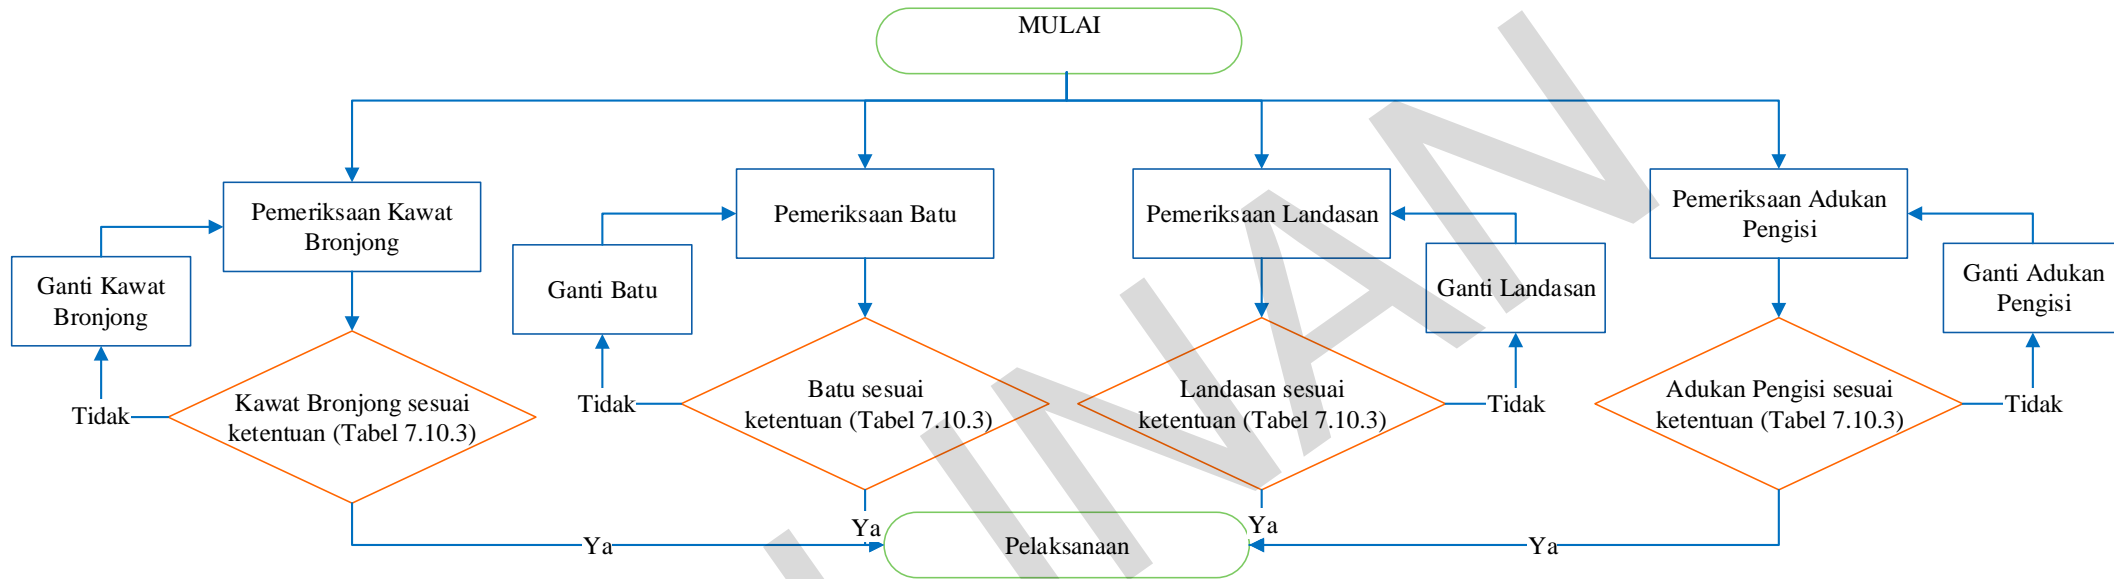 MULAI
Pemeriksaan Kawat
Bronjong
Pemeriksaan Batu
Pemeriksaan Landasan
Pemeriksaan Adukan
Pengisi
Ganti Kawat
Bronjong
Ganti Batu
Ganti Landasan
Ganti Adukan
Pengisi
Tidak
Kawat Bronjong sesuai
ketentuan (Tabel 7.10.3)
Tidak
Batu sesuai
ketentuan (Tabel 7.10.3)
Landasan sesuai
ketentuan (Tabel 7.10.3)
Tidak
Adukan Pengisi sesuai
ketentuan (Tabel 7.10.3)
Tidak
Ya
Ya
Ya
Ya
Pelaksanaan
INAN